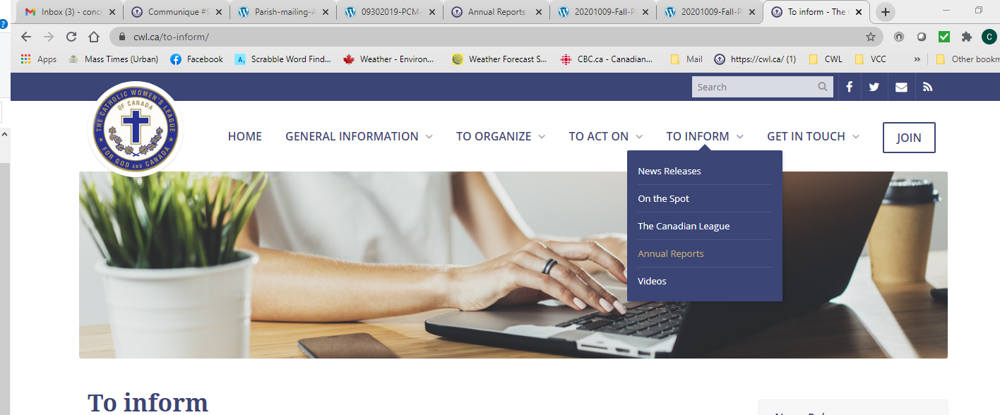 Inbox (3) - conc
Communique #9
Parish-mailing-A
09302019-PCM-
Annual Reports -
20201009-Fall-P
20201009-Fall-P
To inform - The
cwl.ca/to-inform/
C
Apps
Mass Times (Urban)
Facebook
Scrabble Word Find...
Weather - Environ...
Weather Forecast S...
CBC.ca - Canadian...
Mail
https://cwl.ca/ (1)
CWL
VCC
»
Other bookm
Search
THE CATHOLIC WOMEN'S LEAGUE
OF CANADA
FOR GOD AND CANADA
HOME
GENERAL INFORMATION
TO ORGANIZE
TO ACT ON
TO INFORM
GET IN TOUCH
JOIN
News Releases
On the Spot
The Canadian League
Annual Reports
Videos
To inform